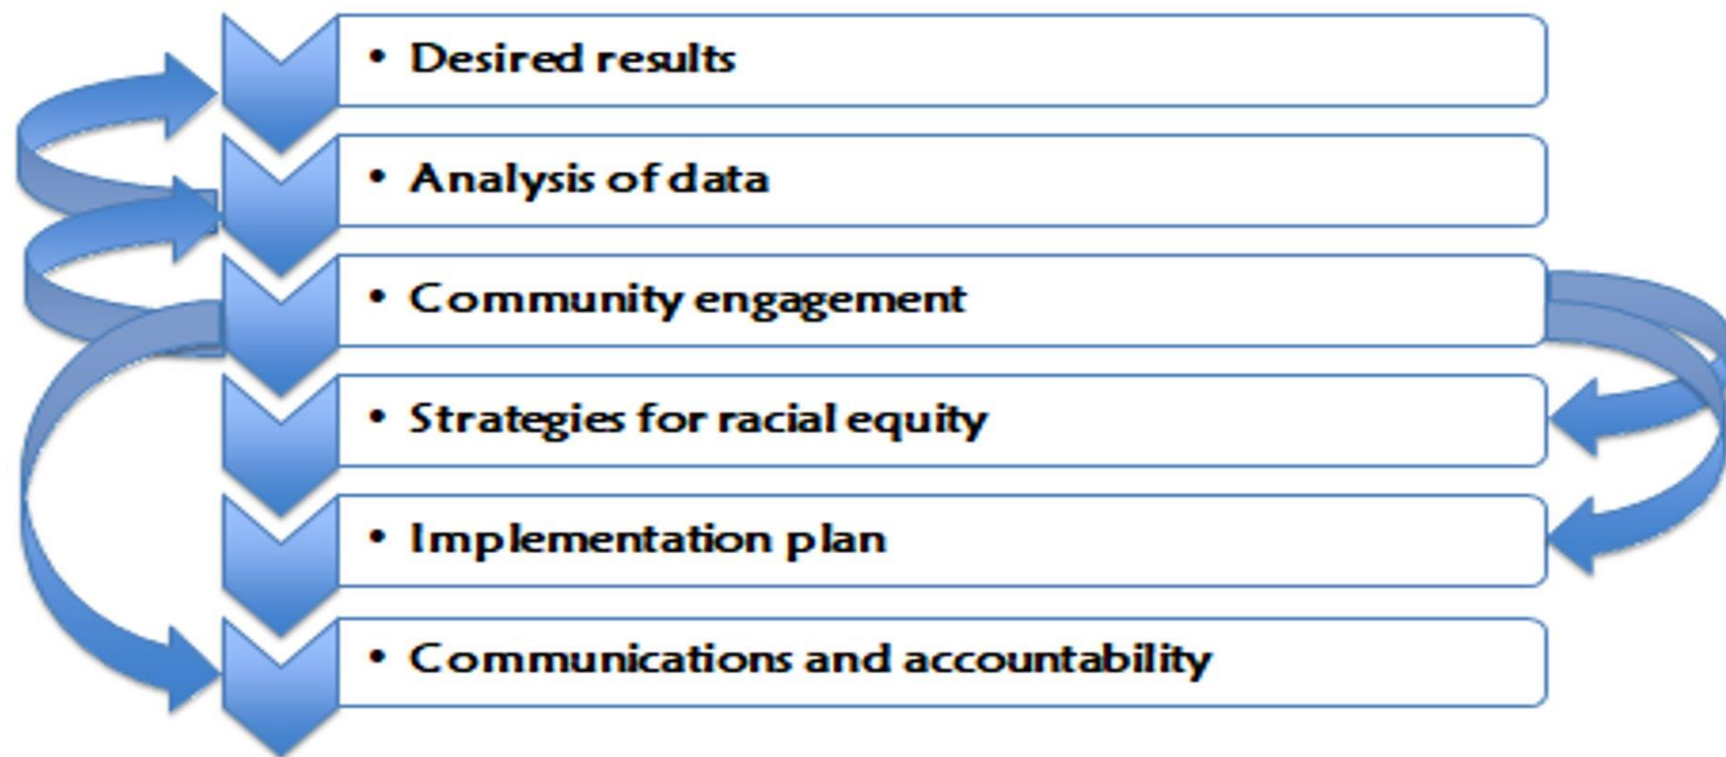 • Desired results
• Analysis of data
• Community engagement
• Strategies for racial equity
• Implementation plan
• Communications and accountability